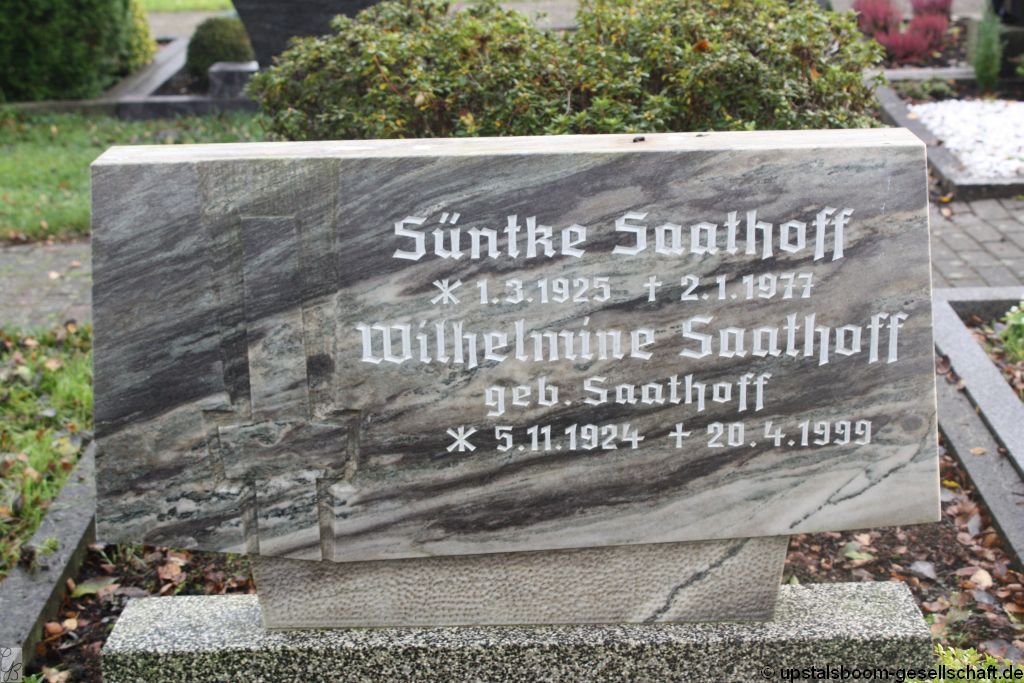 Süntke Saathoff
* 1.3.1925 † 2.1.1977
Wilhelmine Saathoff
geb. Saathoff
* 5.11.1924 † 20.4.1999
© upstalsboom-gesellschaft.de